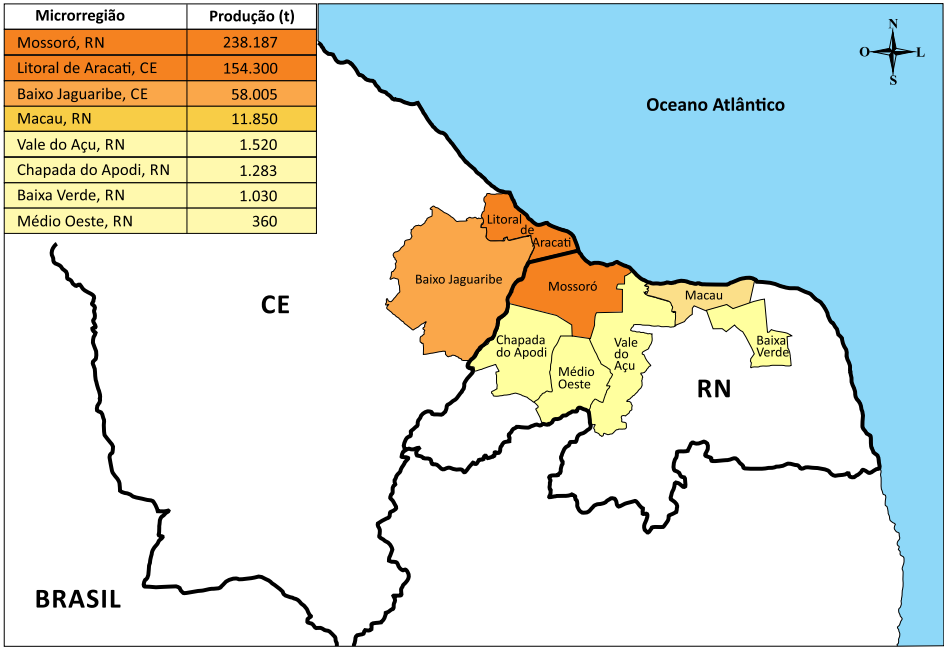 Microrregião Produção (t)
Mossoró, RN 238.187
Litoral de Aracati, CE 154.300
Baixo Jaguaribe, CE 58.005
Macau, RN 11.850
Vale do Açu, RN 1.520
Chapada do Apodi, RN 1.283
Baixa Verde, RN 1.030
Médio Oeste, RN 360
N
O L
S
Oceano Atlântico
Litoral
de
Aracati
Baixo Jaguaribe
Mossoró
Macau
CE
Chapada
do Apodi
Vale
do
Açu
Baixa
Verde
Médio
Oeste
RN
BRASIL